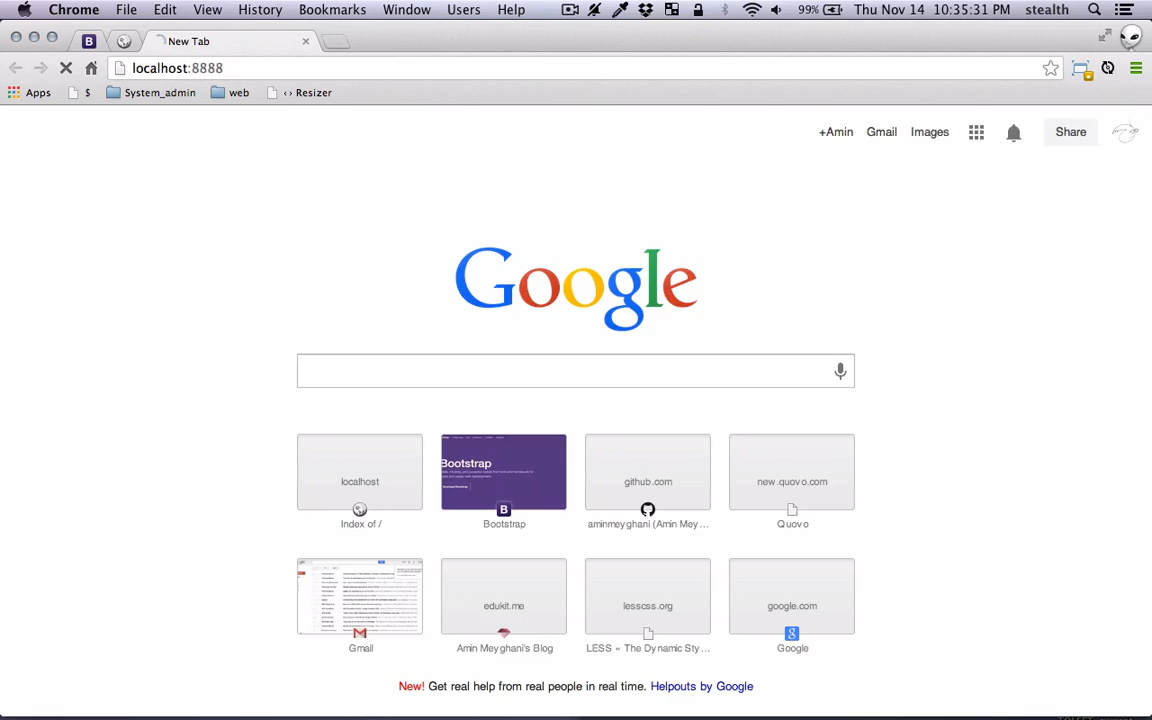 Chrome File Edit View History Bookmarks Window Users Help 99% Thu Nov 14 10:35:31 PM stealth
B New Tab
localhost:8888
Apps $ System_admin web ‹› Resizer
+Amin Gmail Images Share
Google
localhost Bootstrap github.com new.quovo.com
B
Index of / Bootstrap aminmeyghani (Amin Mey... Quovo
edukit.me lesscss.org google.com
8
Gmail Amin Meyghani's Blog LESS « The Dynamic Sty... Google
New! Get real help from real people in real time. Helpouts by Google